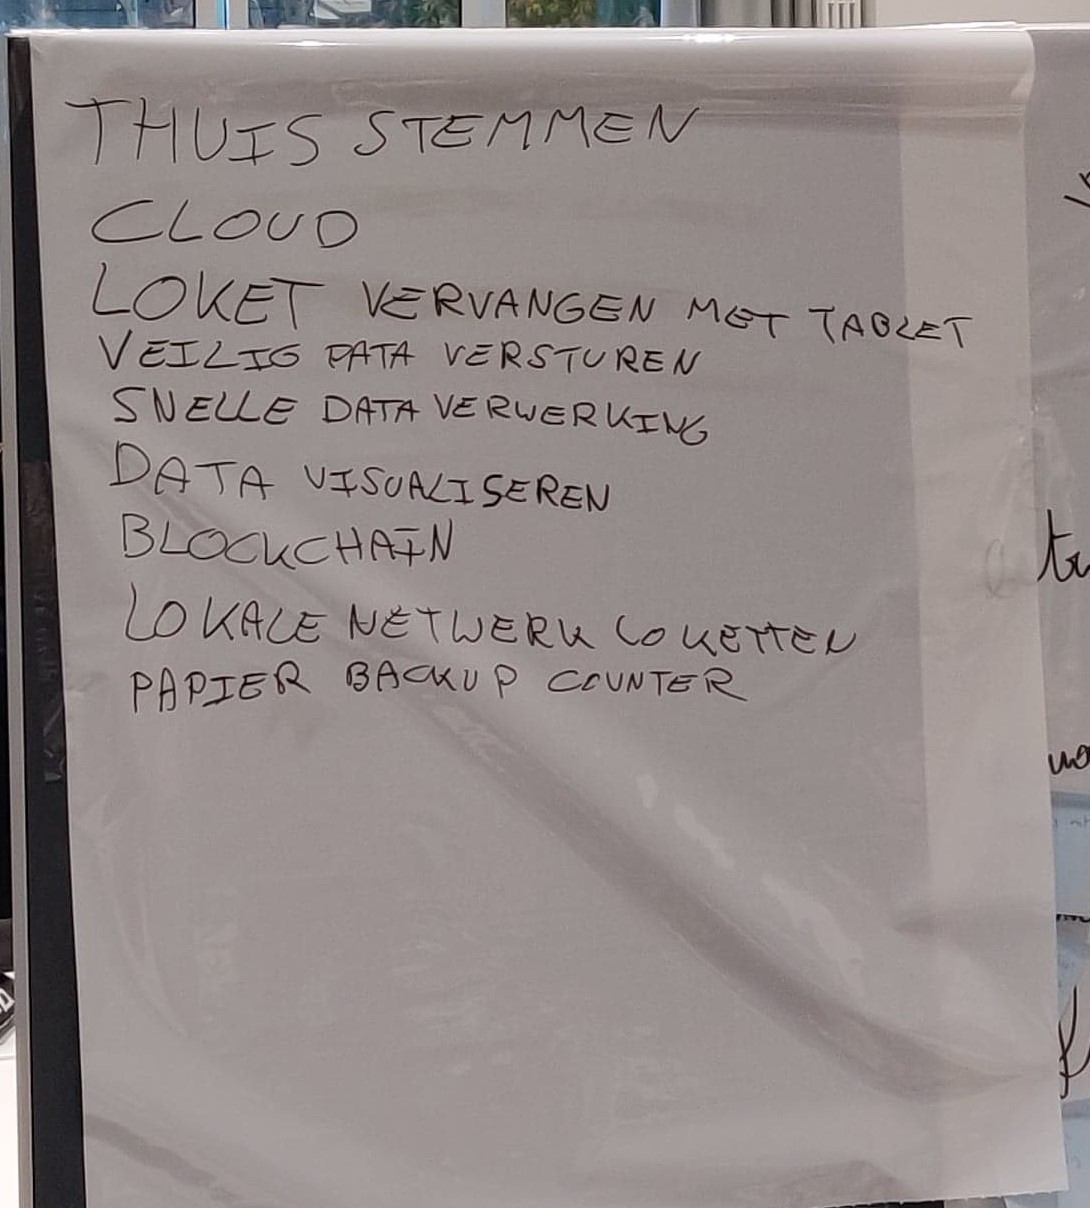 THUIS STEMMEN
CLOUD
LOKET VERVANGEN MET TABLET
VEILIG DATA VERSTUREN
SNELLE DATA VERWERKING
DATA VISUALISEREN
BLOCKCHAIN
LOKALE NETWERK LOKETTEN
PAPIER BACKUP COUNTER